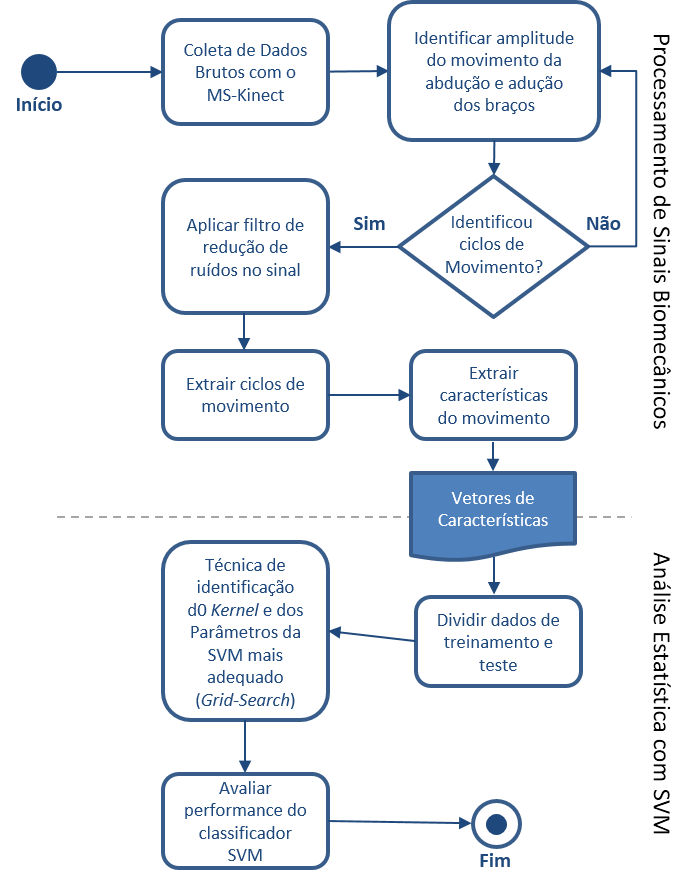 Início
Coleta de Dados
Brutos com o
MS-Kinect
Identificar amplitude
do movimento da
abdução e adução
dos braços
Identificou
ciclos de
Movimento?
Sim
Não
Aplicar filtro de
redução de
ruídos no sinal
Extrair ciclos de
movimento
Extrair
características
do movimento
Processamento de Sinais Biomecânicos
Vetores de
Características
Dividir dados de
treinamento e
teste
Técnica de
identificação
d0 Kernel e dos
Parâmetros da
SVM mais
adequado
(Grid-Search)
Avaliar
performance do
classificador
SVM
Fim
Análise Estatística com SVM